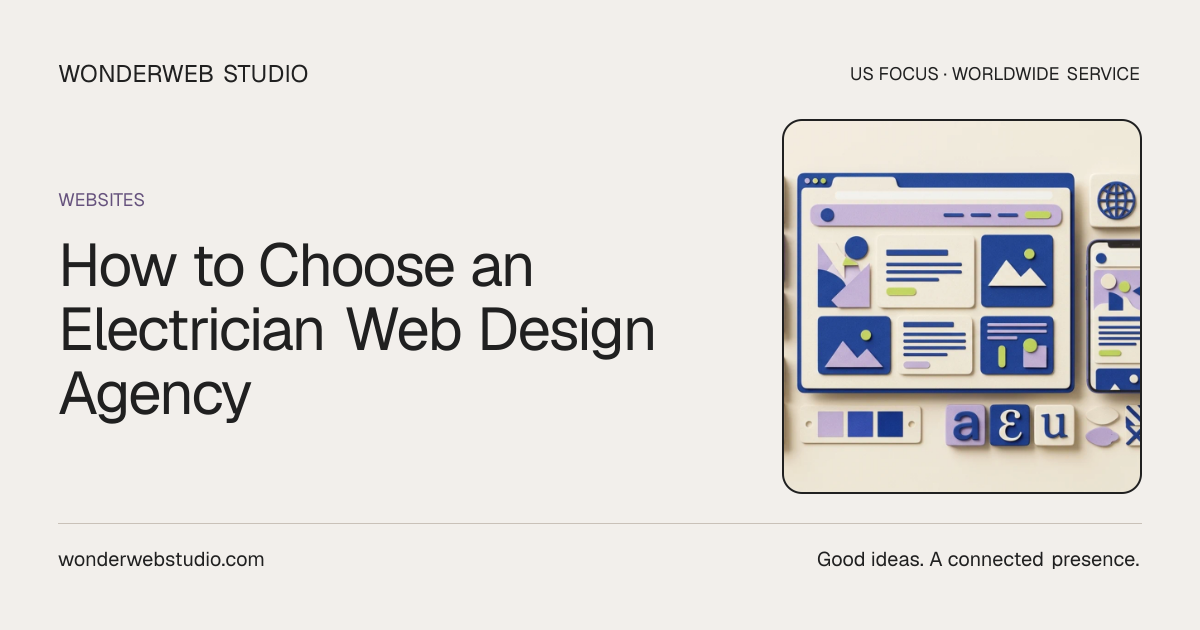 WONDERWEB STUDIO
US FOCUS · WORLDWIDE SERVICE
WEBSITES
How to Choose an
Electrician Web Design
Agency
a ε u
wonderwebstudio.com
Good ideas. A connected presence.